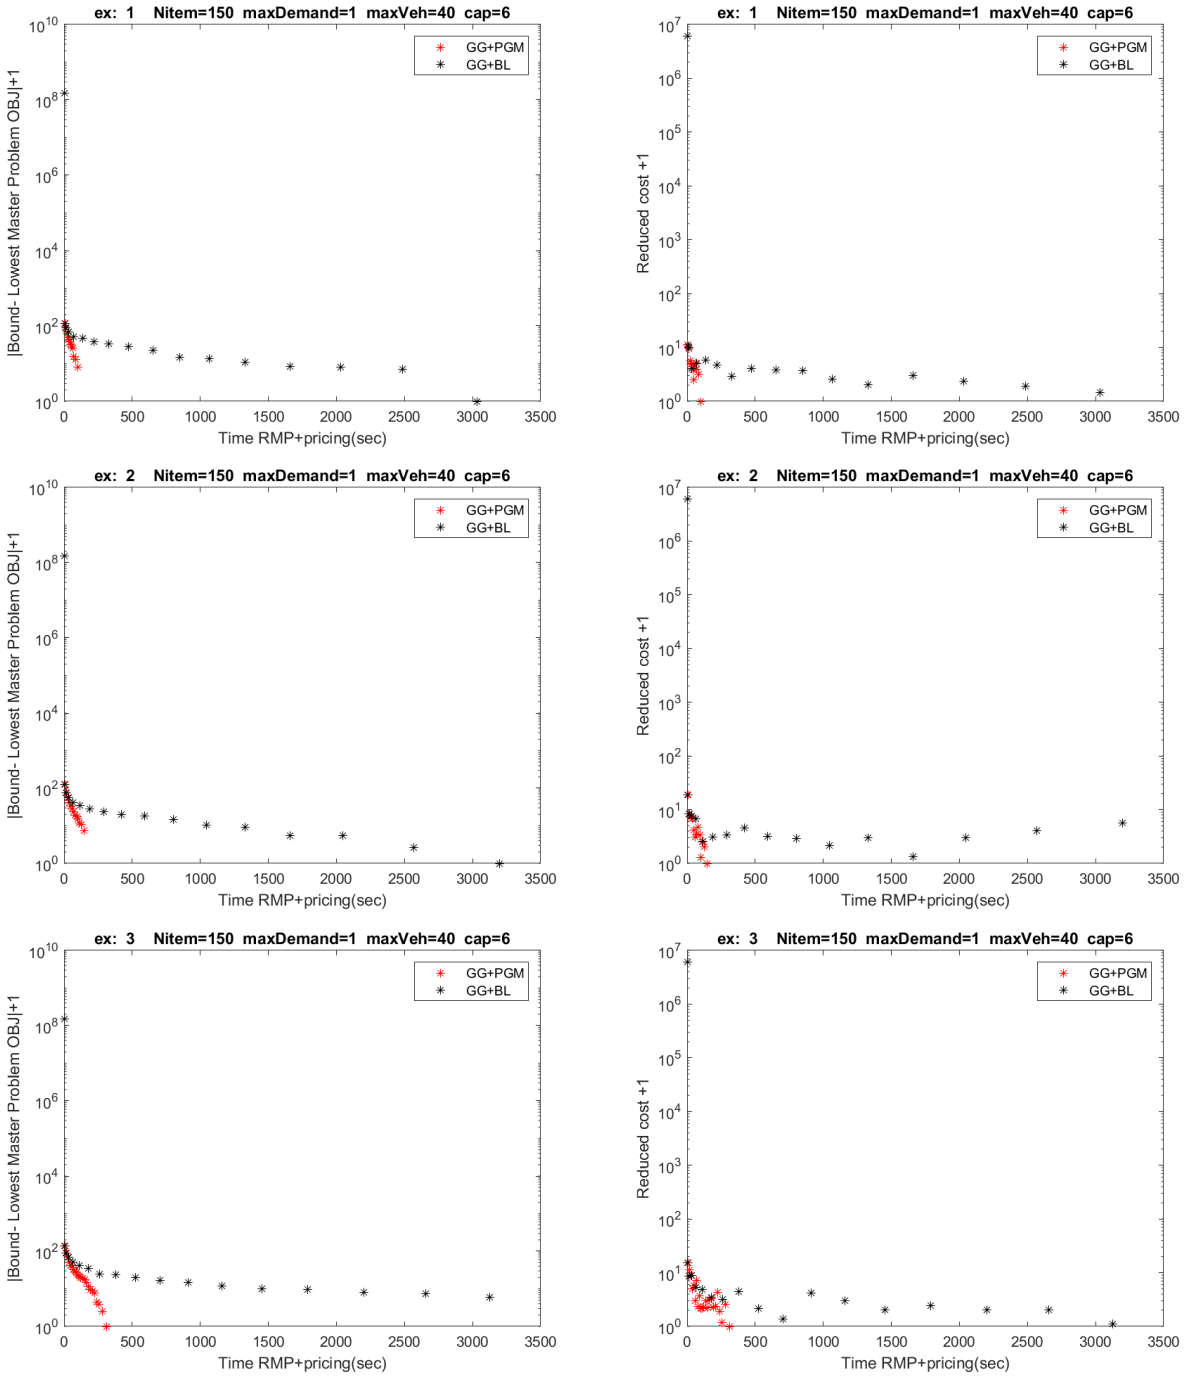 ex: 1 Nitem=150 maxDemand=1 maxVeh=40 cap=6
|Bound- Lowest Master Problem OBJ|+1
10^10
10^8
10^6
10^4
10^2
10^0
GG+PGM
GG+BL
0 500 1000 1500 2000 2500 3000 3500
Time RMP+pricing(sec)
ex: 1 Nitem=150 maxDemand=1 maxVeh=40 cap=6
Reduced cost +1
10^7
10^6
10^5
10^4
10^3
10^2
10^1
10^0
GG+PGM
GG+BL
0 500 1000 1500 2000 2500 3000 3500
Time RMP+pricing(sec)
ex: 2 Nitem=150 maxDemand=1 maxVeh=40 cap=6
|Bound- Lowest Master Problem OBJ|+1
10^10
10^8
10^6
10^4
10^2
10^0
GG+PGM
GG+BL
0 500 1000 1500 2000 2500 3000 3500
Time RMP+pricing(sec)
ex: 2 Nitem=150 maxDemand=1 maxVeh=40 cap=6
Reduced cost +1
10^7
10^6
10^5
10^4
10^3
10^2
10^1
10^0
GG+PGM
GG+BL
0 500 1000 1500 2000 2500 3000 3500
Time RMP+pricing(sec)
ex: 3 Nitem=150 maxDemand=1 maxVeh=40 cap=6
|Bound- Lowest Master Problem OBJ|+1
10^10
10^8
10^6
10^4
10^2
10^0
GG+PGM
GG+BL
0 500 1000 1500 2000 2500 3000 3500
Time RMP+pricing(sec)
ex: 3 Nitem=150 maxDemand=1 maxVeh=40 cap=6
Reduced cost +1
10^7
10^6
10^5
10^4
10^3
10^2
10^1
10^0
GG+PGM
GG+BL
0 500 1000 1500 2000 2500 3000 3500
Time RMP+pricing(sec)